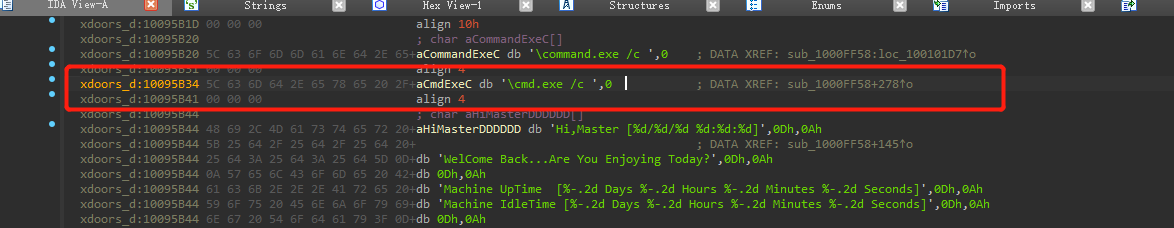 IDA View-A Strings Hex View-1 Structures Enums Imports
xdoors_d:10095B1D 00 00 00 align 10h
xdoors_d:10095B20 ; char aCommandExeC[]
xdoors_d:10095B20 5C 63 6F 6D 6D 61 6E 64 2E 65+aCommandExeC db '\command.exe /c ',0 ; DATA XREF: sub_1000FF58:loc_100101D7↑o
xdoors_d:10095B31 00 00 00 align 4
xdoors_d:10095B34 5C 63 6D 64 2E 65 78 65 20 2F+aCmdExeC db '\cmd.exe /c ',0 ; DATA XREF: sub_1000FF58+278↑o
xdoors_d:10095B41 00 00 00 align 4
xdoors_d:10095B44 ; char aHiMasterDDDDDD[]
xdoors_d:10095B44 48 69 2C 4D 61 73 74 65 72 20+aHiMasterDDDDDD db 'Hi,Master [%d/%d/%d %d:%d:%d]',0Dh,0Ah
xdoors_d:10095B44 5B 25 64 2F 25 64 2F 25 64 20+ ; DATA XREF: sub_1000FF58+145↑o
xdoors_d:10095B44 25 64 3A 25 64 3A 25 64 5D 0D+db 'WelCome Back...Are You Enjoying Today?',0Dh,0Ah
xdoors_d:10095B44 0A 57 65 6C 43 6F 6D 65 20 42+db 0Dh,0Ah
xdoors_d:10095B44 61 63 6B 2E 2E 2E 41 72 65 20+db 'Machine UpTime  [%-.2d Days %-.2d Hours %-.2d Minutes %-.2d Seconds]',0Dh,0Ah
xdoors_d:10095B44 59 6F 75 20 45 6E 6A 6F 79 69+db 'Machine IdleTime [%-.2d Days %-.2d Hours %-.2d Minutes %-.2d Seconds]',0Dh,0Ah
xdoors_d:10095B44 6E 67 20 54 6F 64 61 79 3F 0D+db 0Dh,0Ah